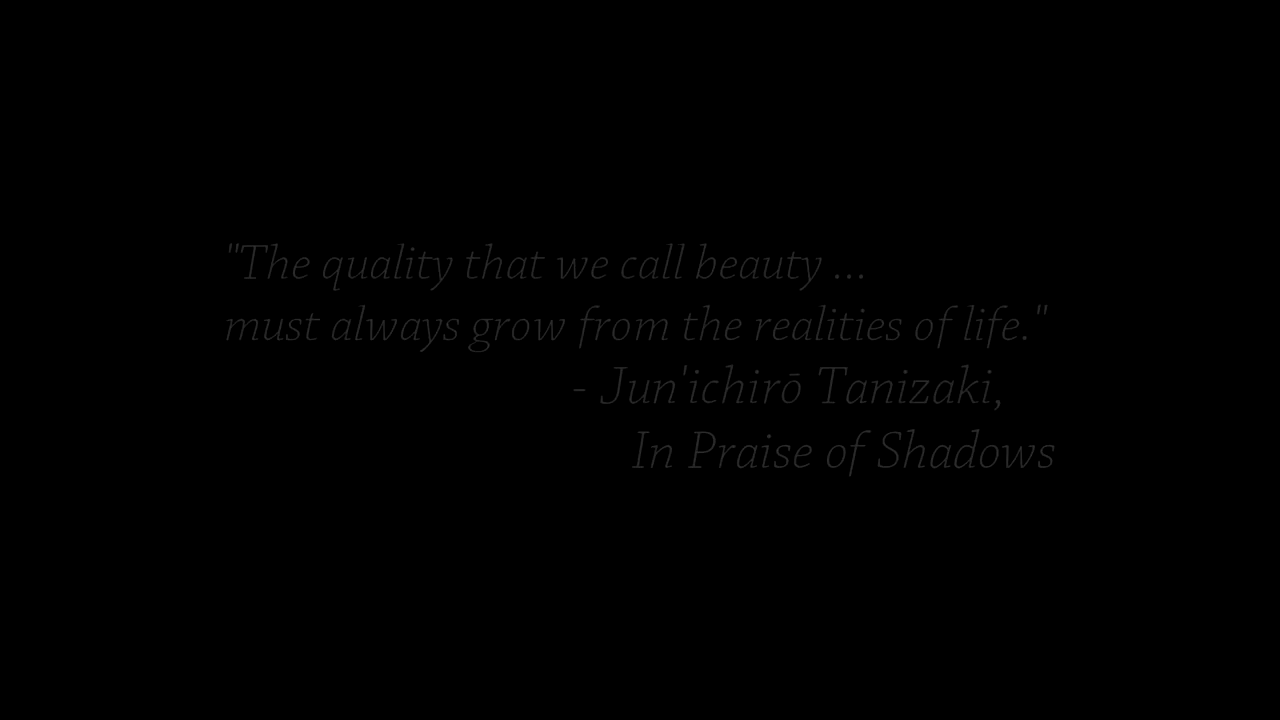 "The quality that we call beauty ...
must always grow from the realities of life."
- Jun'ichirō Tanizaki,
In Praise of Shadows